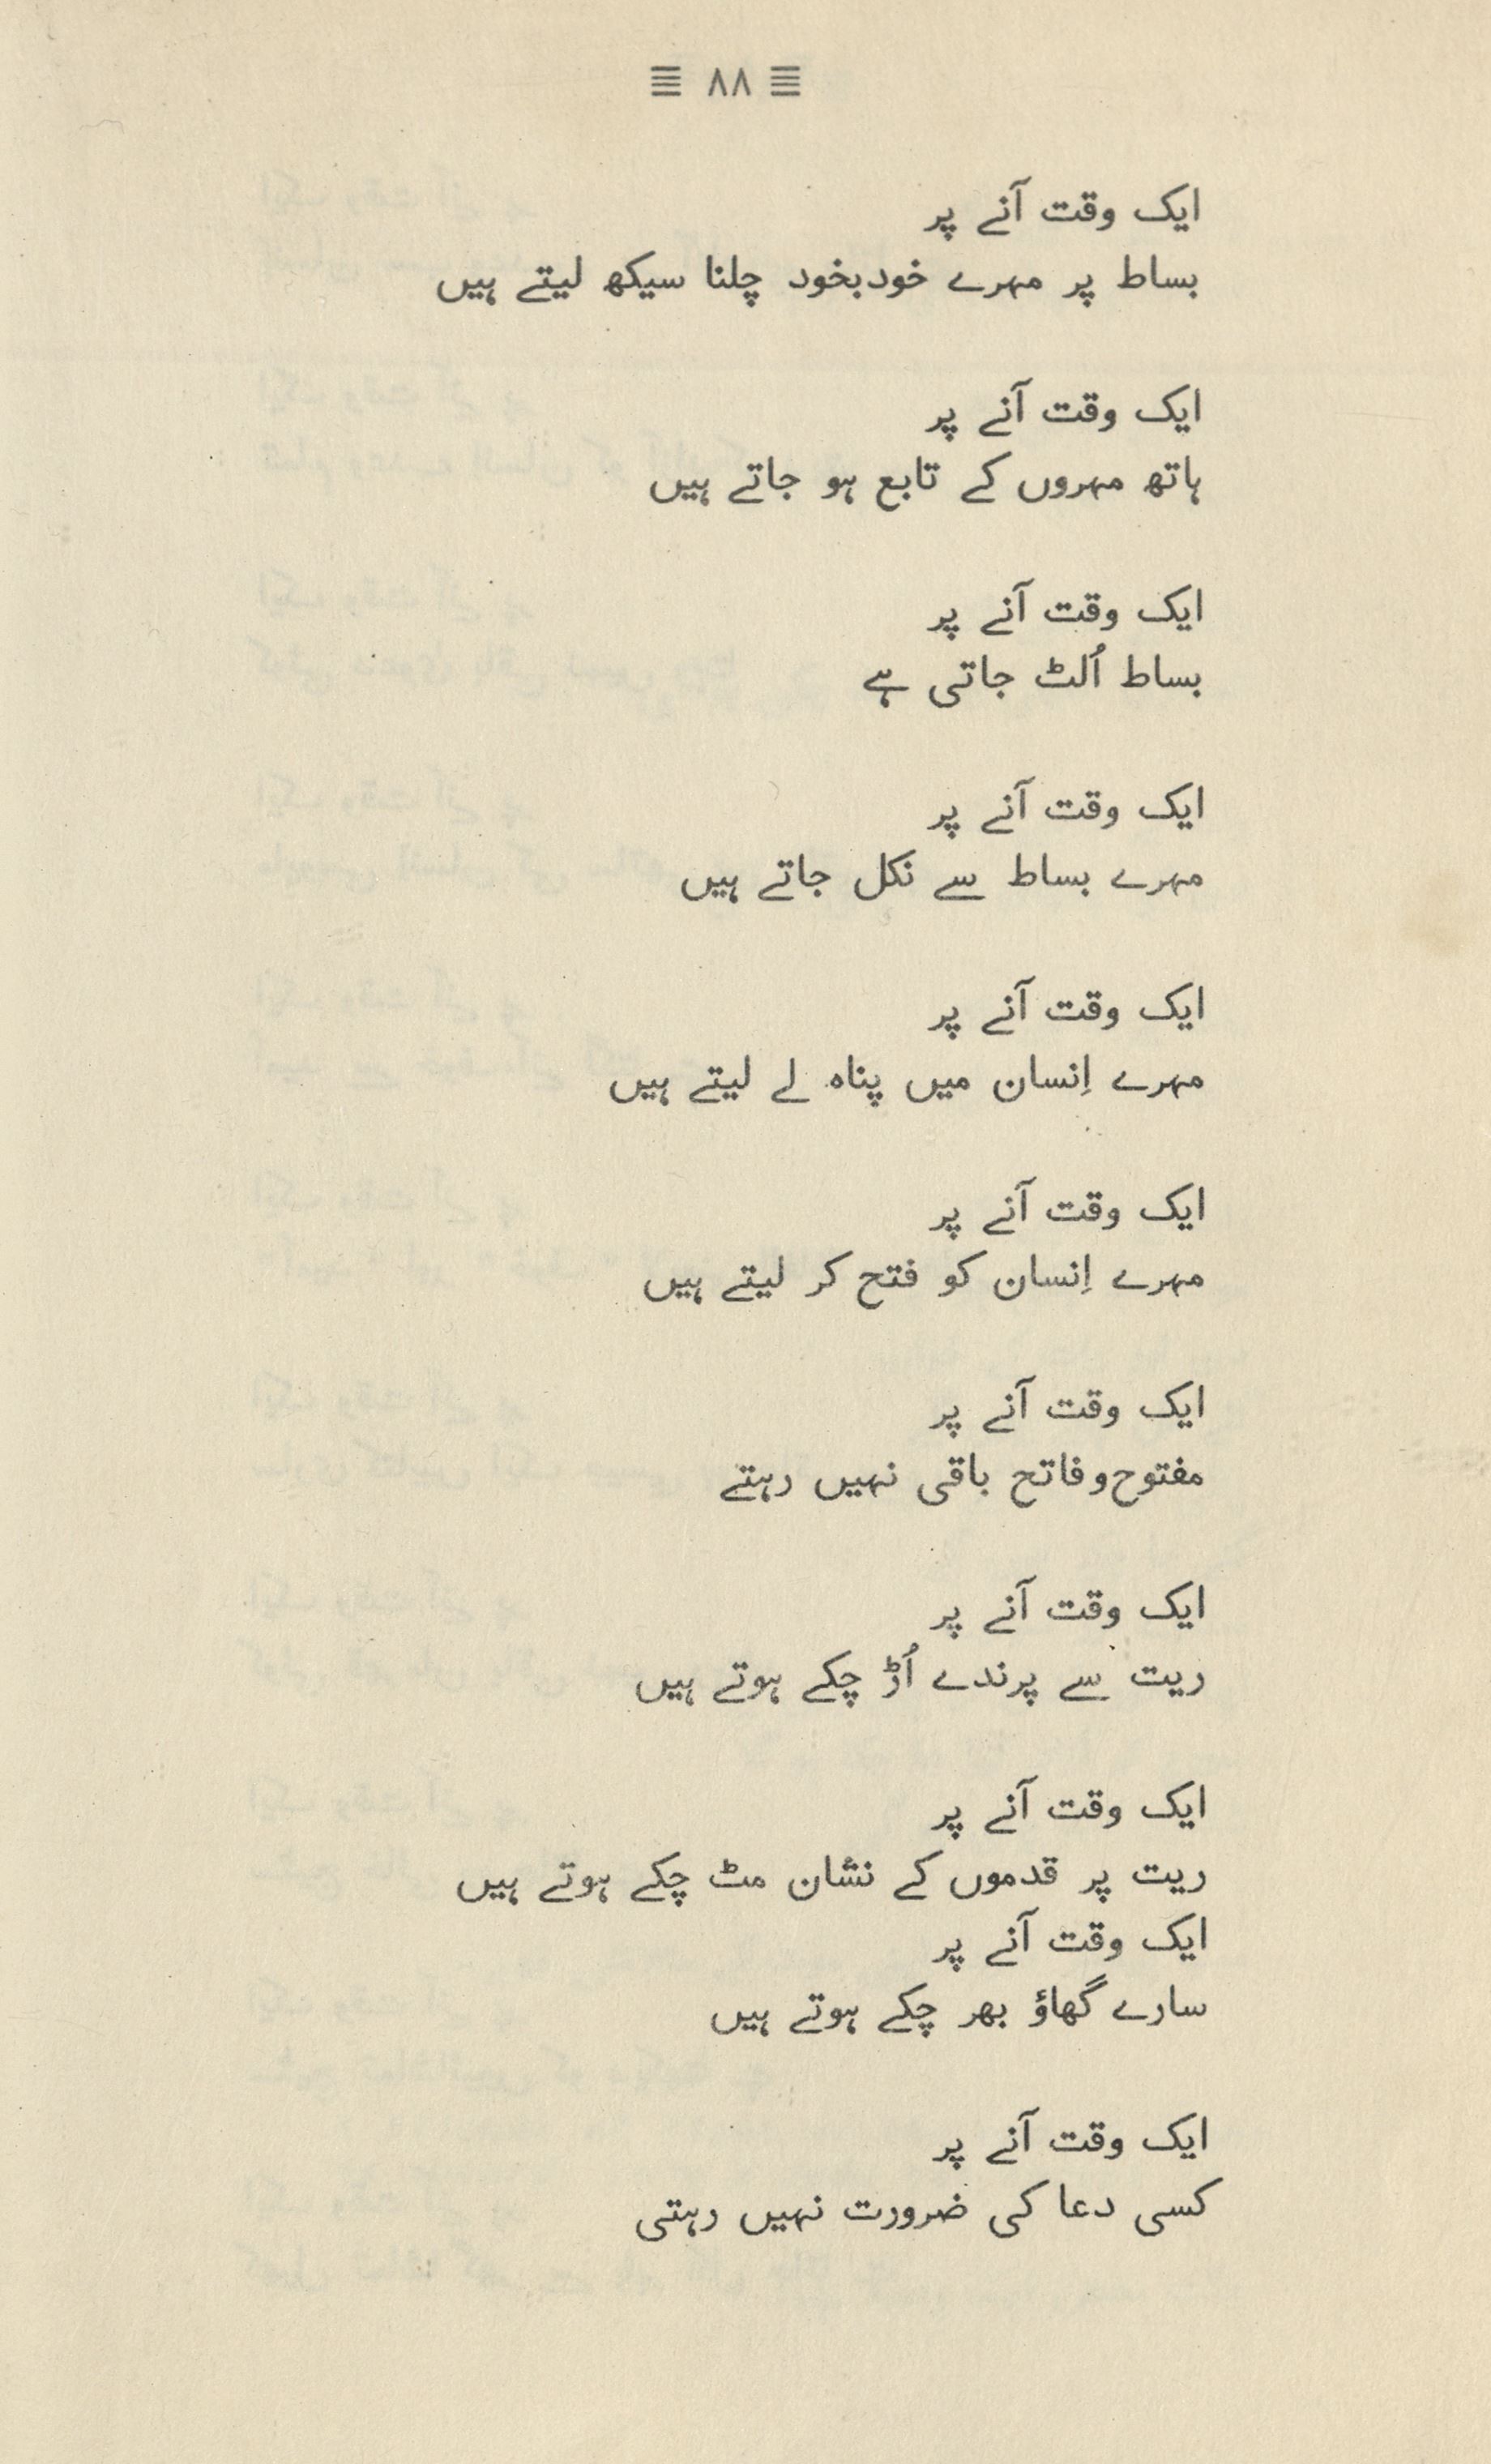 ≡ ۸۸ ≡
ایک وقت آنے پر
بساط پر مہرے خودبخود چلنا سیکھ لیتے ہیں
ایک وقت آنے پر
ہاتھ مہروں کے تابع ہو جاتے ہیں
ایک وقت آنے پر
بساط اُلٹ جاتی ہے
ایک وقت آنے پر
مہرے بساط سے نکل جاتے ہیں
ایک وقت آنے پر
مہرے اِنسان میں پناہ لے لیتے ہیں
ایک وقت آنے پر
مہرے اِنسان کو فتح کر لیتے ہیں
ایک وقت آنے پر
مفتوح و فاتح باقی نہیں رہتے
ایک وقت آنے پر
ریت سے پرندے اُڑ چکے ہوتے ہیں
ایک وقت آنے پر
ریت پر قدموں کے نشان مٹ چکے ہوتے ہیں
ایک وقت آنے پر
سارے گھاؤ بھر چکے ہوتے ہیں
ایک وقت آنے پر
کسی دعا کی ضرورت نہیں رہتی